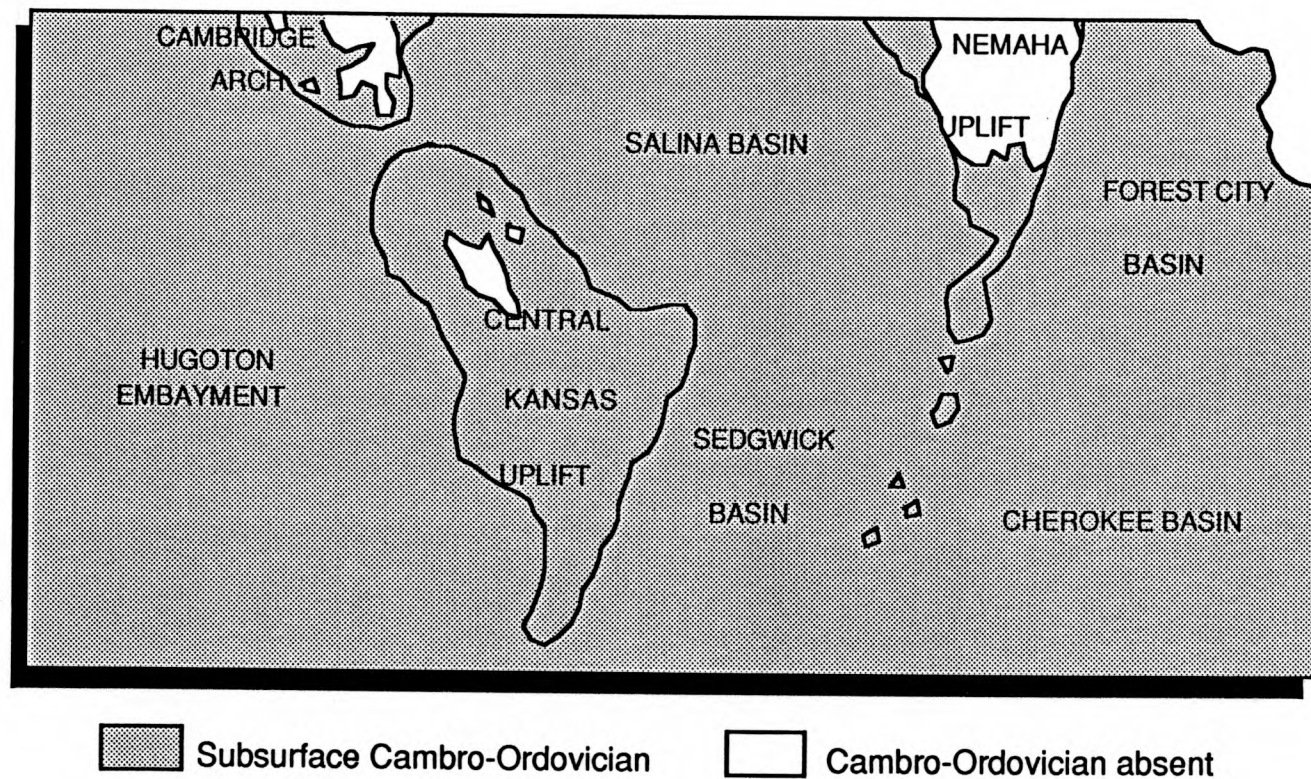 CAMBRIDGE
ARCH
NEMAHA
UPLIFT
SALINA BASIN
FOREST CITY
BASIN
CENTRAL
KANSAS
UPLIFT
HUGOTON
EMBAYMENT
SEDGWICK
BASIN
CHEROKEE BASIN
Subsurface Cambro-Ordovician
Cambro-Ordovician absent